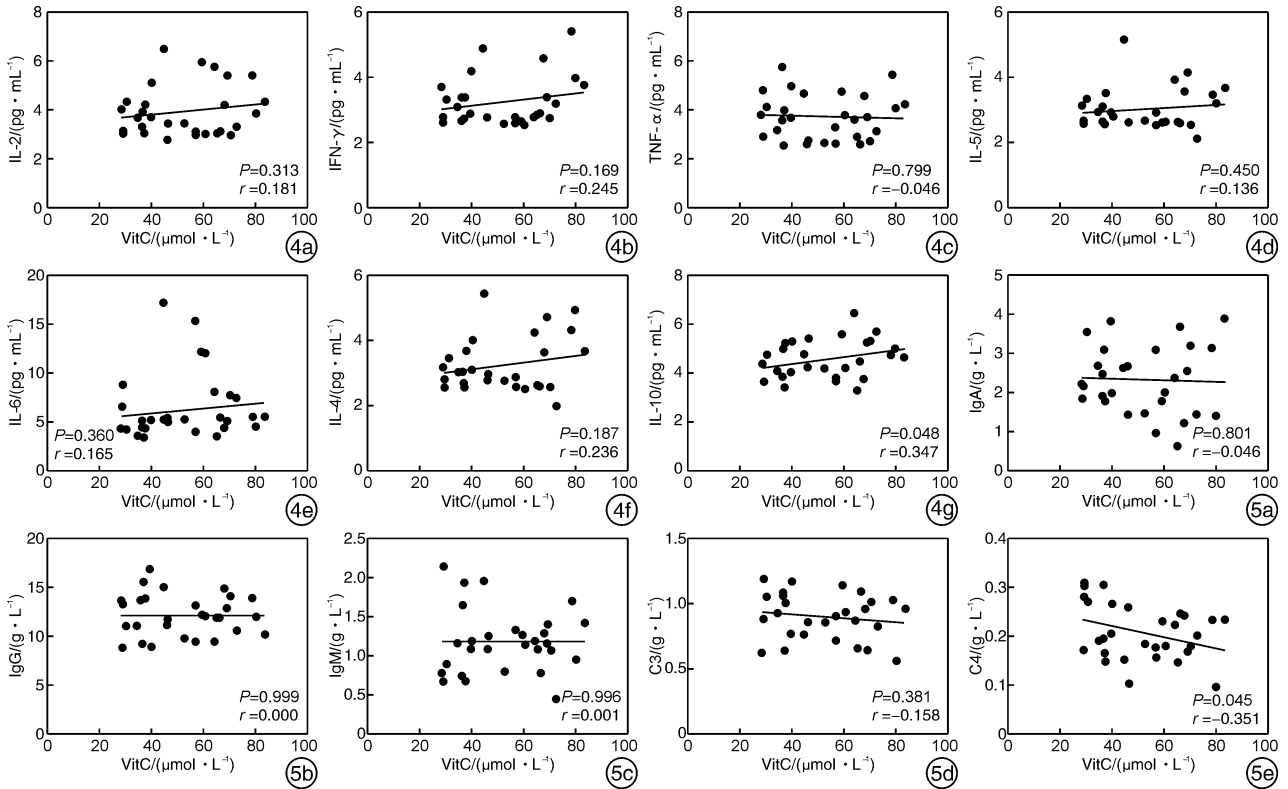 8
6
4
2
0
IL-2/(pg・mL⁻¹)
P=0.313
r=0.181
0 20 40 60 80 100
VitC/(μmol・L⁻¹)
4a
6
4
2
0
IFN-γ/(pg・mL⁻¹)
P=0.169
r=0.245
0 20 40 60 80 100
VitC/(μmol・L⁻¹)
4b
8
6
4
2
0
TNF-α/(pg・mL⁻¹)
P=0.799
r=−0.046
0 20 40 60 80 100
VitC/(μmol・L⁻¹)
4c
6
4
2
0
IL-5/(pg・mL⁻¹)
P=0.450
r=0.136
0 20 40 60 80 100
VitC/(μmol・L⁻¹)
4d
20
15
10
5
0
IL-6/(pg・mL⁻¹)
P=0.360
r=0.165
0 20 40 60 80 100
VitC/(μmol・L⁻¹)
4e
6
4
2
0
IL-4/(pg・mL⁻¹)
P=0.187
r=0.236
0 20 40 60 80 100
VitC/(μmol・L⁻¹)
4f
8
6
4
2
0
IL-10/(pg・mL⁻¹)
P=0.048
r=0.347
0 20 40 60 80 100
VitC/(μmol・L⁻¹)
4g
5
4
3
2
1
0
IgA/(g・L⁻¹)
P=0.801
r=−0.046
0 20 40 60 80 100
VitC/(μmol・L⁻¹)
5a
20
15
10
5
0
IgG/(g・L⁻¹)
P=0.999
r=0.000
0 20 40 60 80 100
VitC/(μmol・L⁻¹)
5b
2.5
2.0
1.5
1.0
0.5
0
IgM/(g・L⁻¹)
P=0.996
r=0.001
0 20 40 60 80 100
VitC/(μmol・L⁻¹)
5c
1.5
1.0
0.5
0
C3/(g・L⁻¹)
P=0.381
r=−0.158
0 20 40 60 80 100
VitC/(μmol・L⁻¹)
5d
0.4
0.3
0.2
0.1
0
C4/(g・L⁻¹)
P=0.045
r=−0.351
0 20 40 60 80 100
VitC/(μmol・L⁻¹)
5e